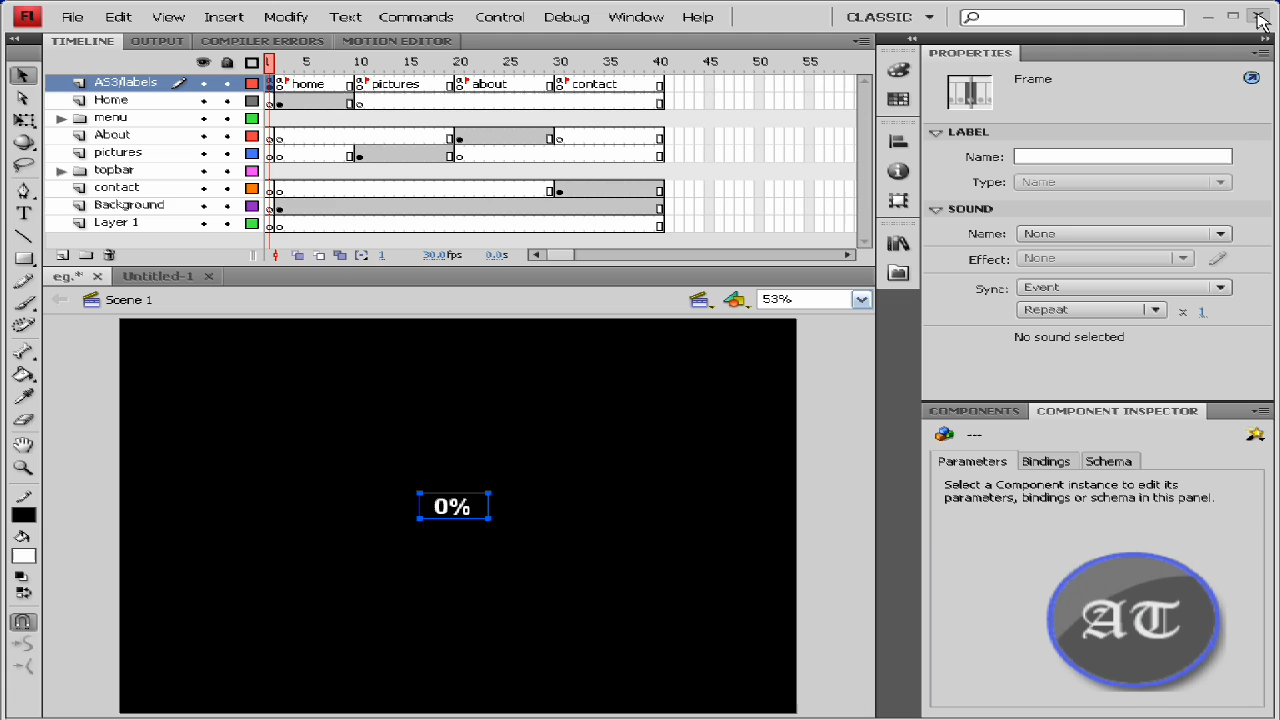 Fl File Edit View Insert Modify Text Commands Control Debug Window Help CLASSIC
TIMELINE OUTPUT COMPILER ERRORS MOTION EDITOR
1 5 10 15 20 25 30 35 40 45 50 55
AS3/labels home pictures about contact
Home
menu
About
pictures
topbar
contact
Background
Layer 1
1 30.0 fps 0.0s
eg.* Untitled-1
Scene 1 53%
0%
PROPERTIES
Frame
LABEL
Name:
Type: Name
SOUND
Name: None
Effect: None
Sync: Event
Repeat x 1
No sound selected
COMPONENTS COMPONENT INSPECTOR
---
Parameters Bindings Schema
Select a Component instance to edit its
parameters, bindings or schema in this panel.
AT